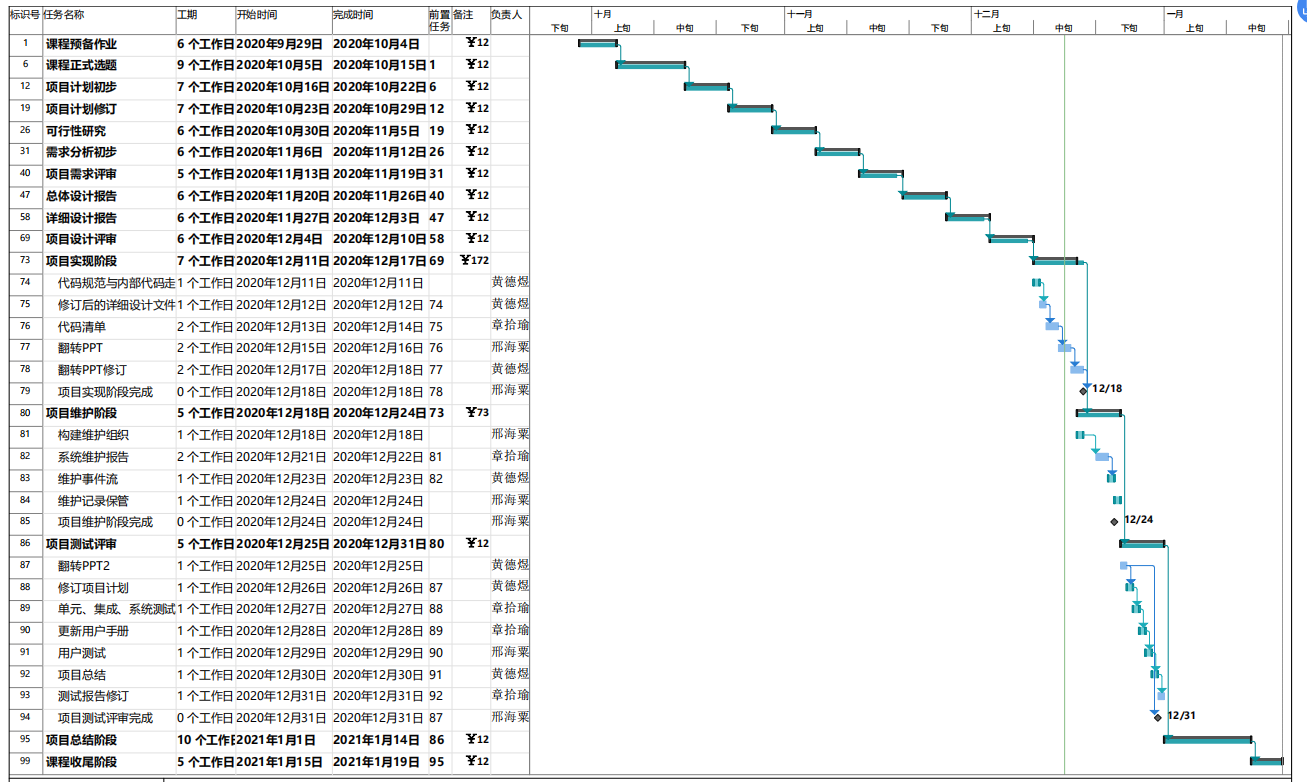 标识号 任务名称 工期 开始时间 完成时间 前置任务 备注 负责人
十月 十一月 十二月 一月
下旬 上旬 中旬 下旬 上旬 中旬 下旬 上旬 中旬 下旬 上旬 中旬
1 课程预备作业 6 个工作日 2020年9月29日 2020年10月4日 ¥12
6 课程正式选题 9 个工作日 2020年10月5日 2020年10月15日 1 ¥12
12 项目计划初步 7 个工作日 2020年10月16日 2020年10月22日 6 ¥12
19 项目计划修订 7 个工作日 2020年10月23日 2020年10月29日 12 ¥12
26 可行性研究 6 个工作日 2020年10月30日 2020年11月5日 19 ¥12
31 需求分析初步 6 个工作日 2020年11月6日 2020年11月12日 26 ¥12
40 项目需求评审 5 个工作日 2020年11月13日 2020年11月19日 31 ¥12
47 总体设计报告 6 个工作日 2020年11月20日 2020年11月26日 40 ¥12
58 详细设计报告 6 个工作日 2020年11月27日 2020年12月3日 47 ¥12
69 项目设计评审 6 个工作日 2020年12月4日 2020年12月10日 58 ¥12
73 项目实现阶段 7 个工作日 2020年12月11日 2020年12月17日 69 ¥172
74 代码规范与内部代码走 1 个工作日 2020年12月11日 2020年12月11日 黄德煜
75 修订后的详细设计文件 1 个工作日 2020年12月12日 2020年12月12日 74 黄德煜
76 代码清单 2 个工作日 2020年12月13日 2020年12月14日 75 章拾瑜
77 翻转PPT 2 个工作日 2020年12月15日 2020年12月16日 76 邢海粟
78 翻转PPT修订 2 个工作日 2020年12月17日 2020年12月18日 77 黄德煜
79 项目实现阶段完成 0 个工作日 2020年12月18日 2020年12月18日 78 邢海粟 12/18
80 项目维护阶段 5 个工作日 2020年12月18日 2020年12月24日 73 ¥73
81 构建维护组织 1 个工作日 2020年12月18日 2020年12月18日 邢海粟
82 系统维护报告 2 个工作日 2020年12月21日 2020年12月22日 81 章拾瑜
83 维护事件流 1 个工作日 2020年12月23日 2020年12月23日 82 黄德煜
84 维护记录保管 1 个工作日 2020年12月24日 2020年12月24日 邢海粟
85 项目维护阶段完成 0 个工作日 2020年12月24日 2020年12月24日 邢海粟 12/24
86 项目测试评审 5 个工作日 2020年12月25日 2020年12月31日 80 ¥12
87 翻转PPT2 1 个工作日 2020年12月25日 2020年12月25日 黄德煜
88 修订项目计划 1 个工作日 2020年12月26日 2020年12月26日 87 黄德煜
89 单元、集成、系统测试 1 个工作日 2020年12月27日 2020年12月27日 88 章拾瑜
90 更新用户手册 1 个工作日 2020年12月28日 2020年12月28日 89 章拾瑜
91 用户测试 1 个工作日 2020年12月29日 2020年12月29日 90 邢海粟
92 项目总结 1 个工作日 2020年12月30日 2020年12月30日 91 黄德煜
93 测试报告修订 1 个工作日 2020年12月31日 2020年12月31日 92 章拾瑜
94 项目测试评审完成 0 个工作日 2020年12月31日 2020年12月31日 87 邢海粟 12/31
95 项目总结阶段 10 个工作 2021年1月1日 2021年1月14日 86 ¥12
99 课程收尾阶段 5 个工作日 2021年1月15日 2021年1月19日 95 ¥12